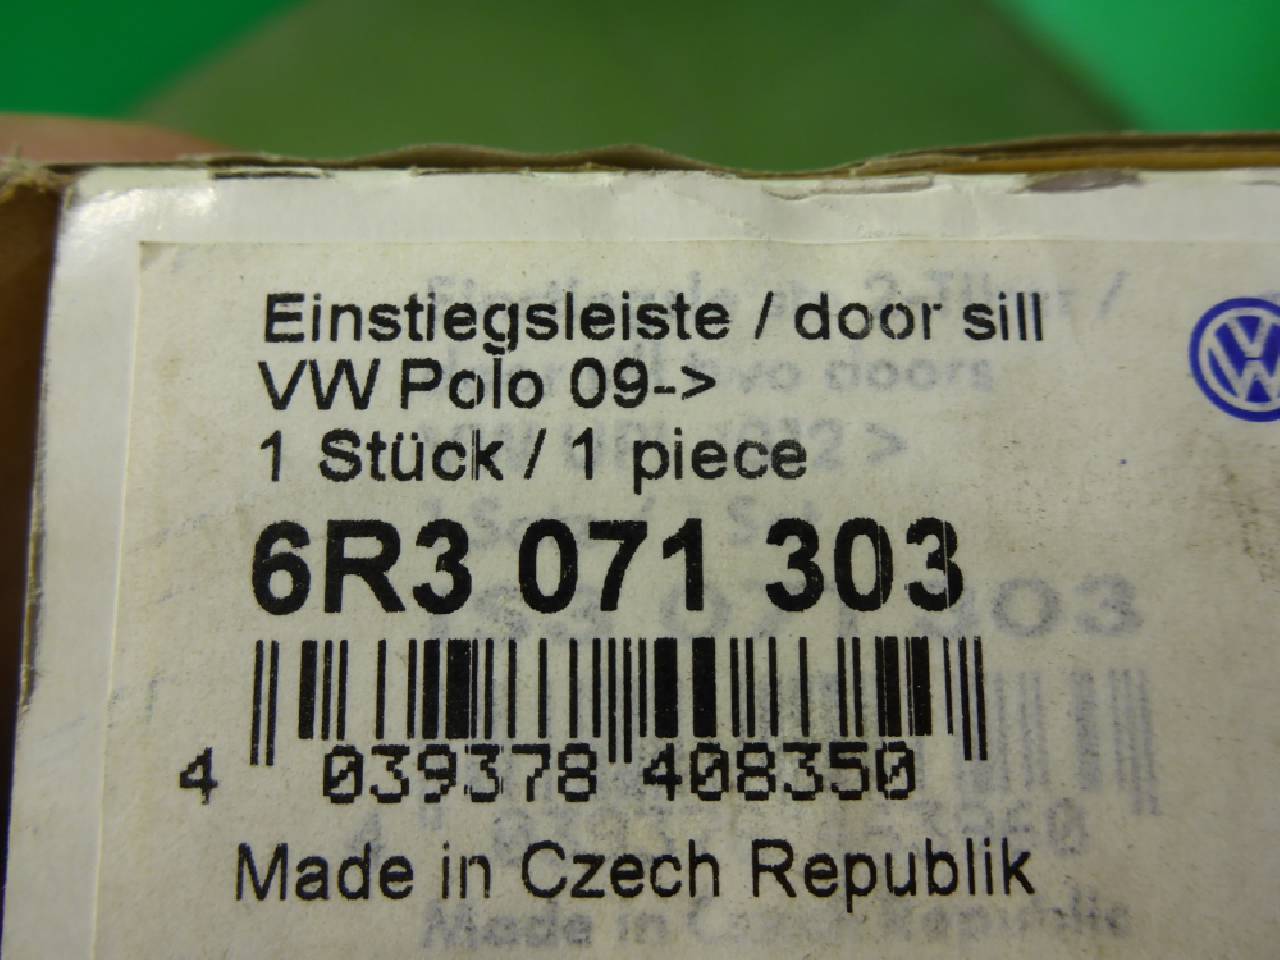 Einstiegsleiste / door sill
VW Polo 09->
1 Stück / 1 piece
6R3 071 303
4 039378 408350
Made in Czech Republik